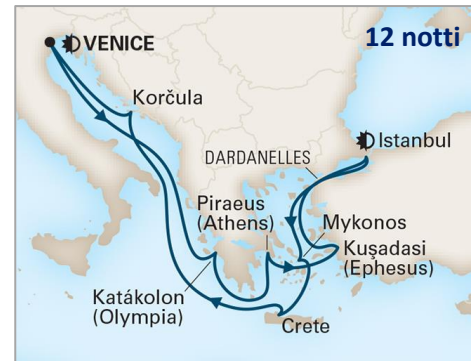 12 notti
VENICE
Korčula
Istanbul
DARDANELLES
Piraeus
(Athens)
Mykonos
Kuşadasi
(Ephesus)
Katákolon
(Olympia)
Crete